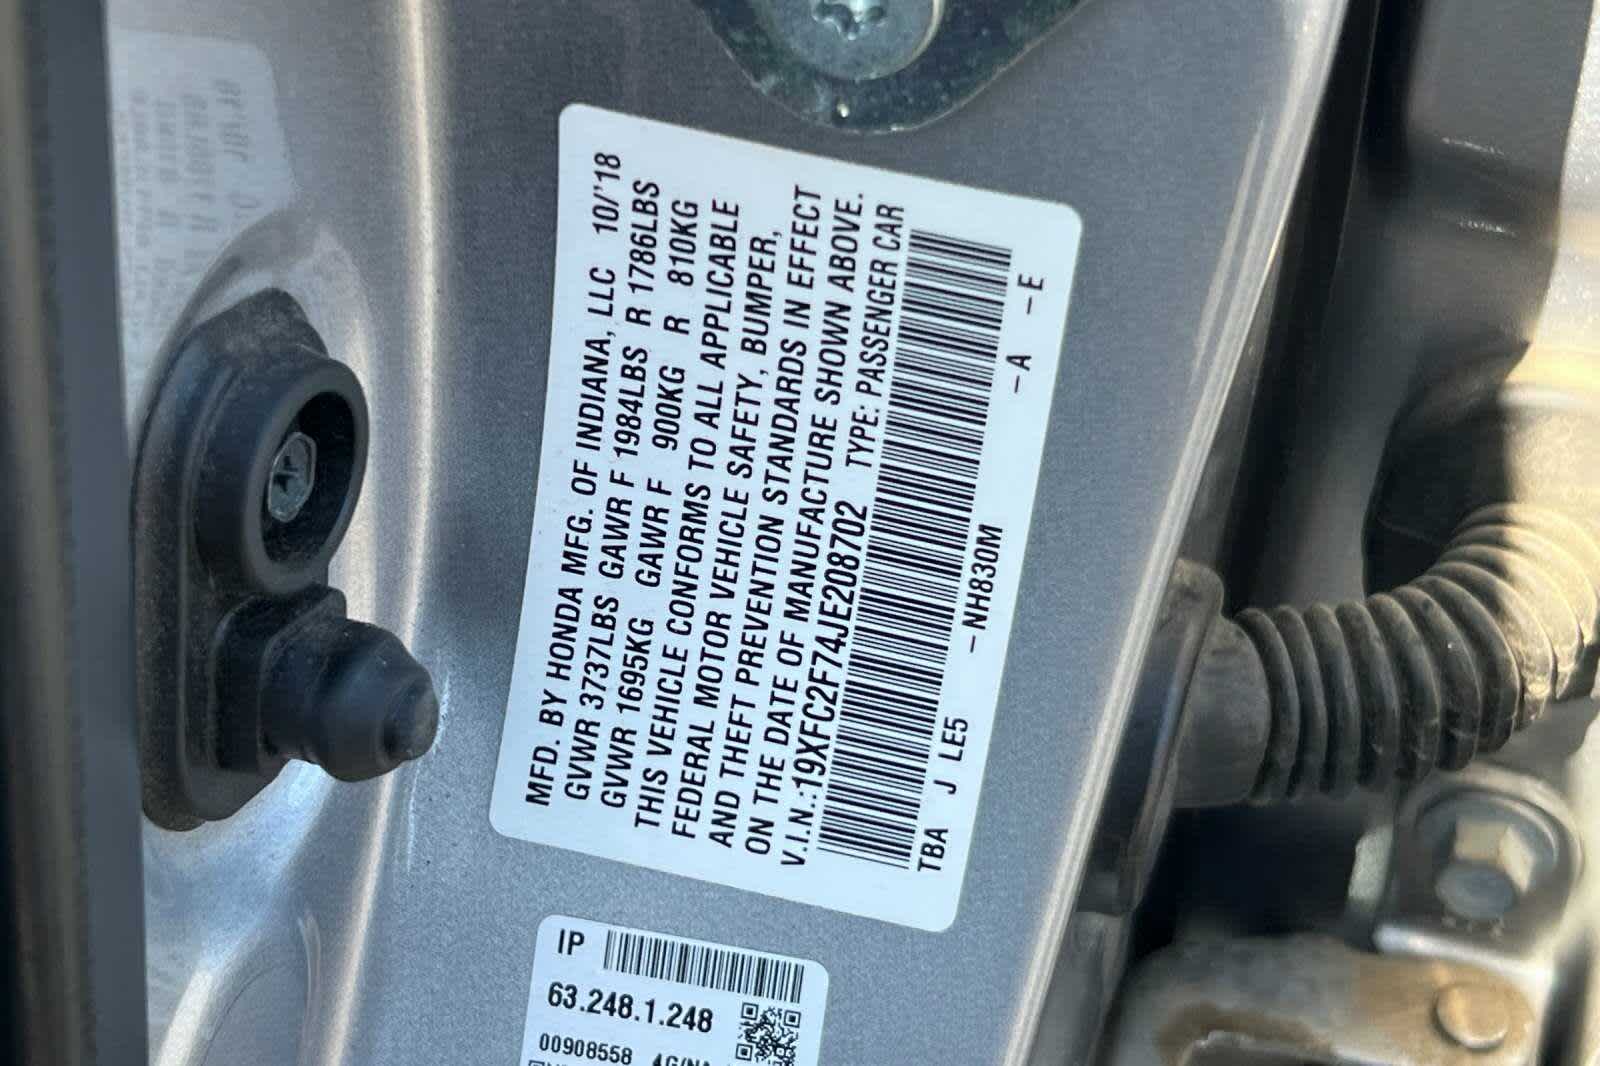 MFD. BY HONDA MFG. OF INDIANA, LLC 10/'18
GVWR 3737LBS GAWR F 1984LBS R 1786LBS
GVWR 1695KG GAWR F 900KG R 810KG
THIS VEHICLE CONFORMS TO ALL APPLICABLE
FEDERAL MOTOR VEHICLE SAFETY, BUMPER,
AND THEFT PREVENTION STANDARDS IN EFFECT
ON THE DATE OF MANUFACTURE SHOWN ABOVE.
V.I.N.:19XFC2F74JE208702 TYPE: PASSENGER CAR
TBA J LE5 -NH830M -A -E
IP
63.248.1.248
00908558